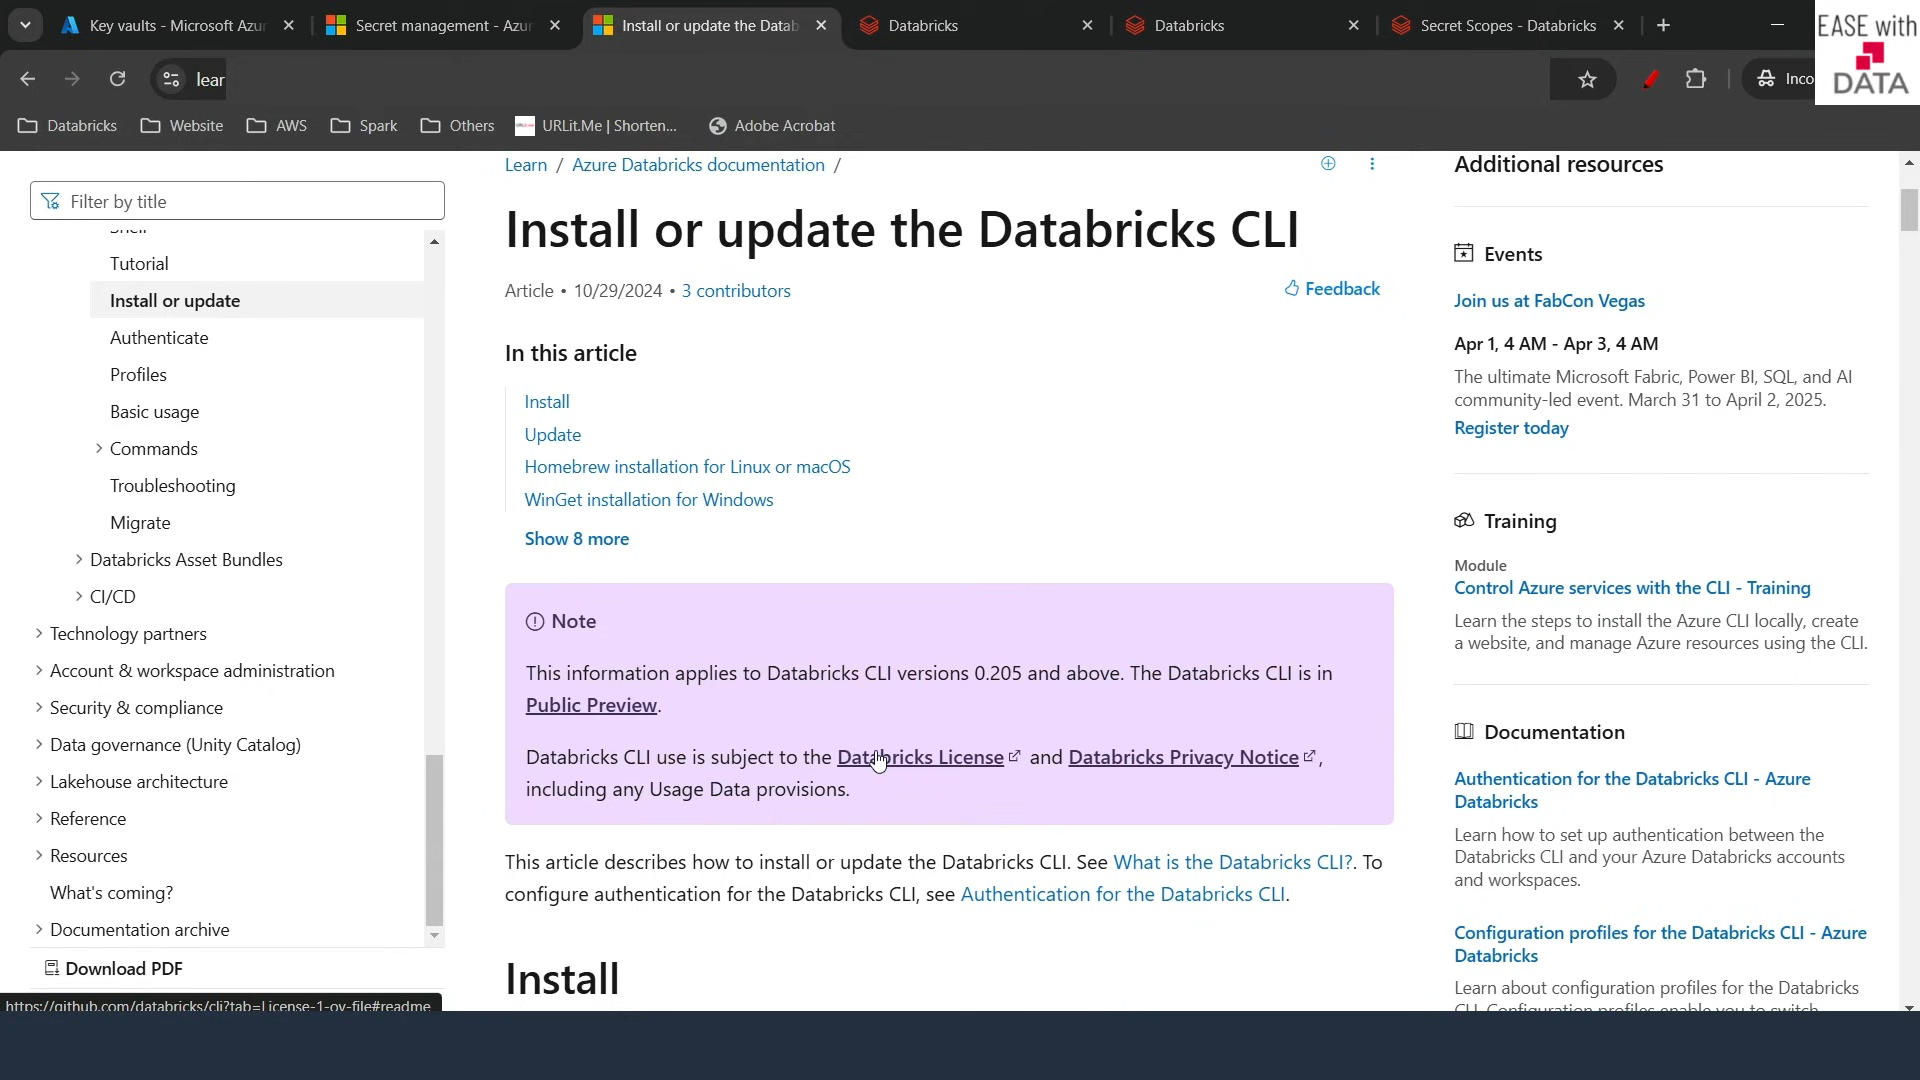 Key vaults - Microsoft Azur
Secret management - Azur
Install or update the Datab
Databricks
Databricks
Secret Scopes - Databricks
EASE with
DATA
lear
Inco
Databricks
Website
AWS
Spark
Others
URLit.Me | Shorten...
Adobe Acrobat
Filter by title
Shell
Tutorial
Install or update
Authenticate
Profiles
Basic usage
Commands
Troubleshooting
Migrate
Databricks Asset Bundles
CI/CD
Technology partners
Account & workspace administration
Security & compliance
Data governance (Unity Catalog)
Lakehouse architecture
Reference
Resources
What's coming?
Documentation archive
Download PDF
https://github.com/databricks/cli?tab=License-1-ov-file#readme
Learn / Azure Databricks documentation /
Install or update the Databricks CLI
Article • 10/29/2024 • 3 contributors
Feedback
In this article
Install
Update
Homebrew installation for Linux or macOS
WinGet installation for Windows
Show 8 more
Note
This information applies to Databricks CLI versions 0.205 and above. The Databricks CLI is in
Public Preview.
Databricks CLI use is subject to the Databricks License and Databricks Privacy Notice,
including any Usage Data provisions.
This article describes how to install or update the Databricks CLI. See What is the Databricks CLI?. To
configure authentication for the Databricks CLI, see Authentication for the Databricks CLI.
Install
Additional resources
Events
Join us at FabCon Vegas
Apr 1, 4 AM - Apr 3, 4 AM
The ultimate Microsoft Fabric, Power BI, SQL, and AI
community-led event. March 31 to April 2, 2025.
Register today
Training
Module
Control Azure services with the CLI - Training
Learn the steps to install the Azure CLI locally, create
a website, and manage Azure resources using the CLI.
Documentation
Authentication for the Databricks CLI - Azure
Databricks
Learn how to set up authentication between the
Databricks CLI and your Azure Databricks accounts
and workspaces.
Configuration profiles for the Databricks CLI - Azure
Databricks
Learn about configuration profiles for the Databricks
CLI. Configuration profiles enable you to switch